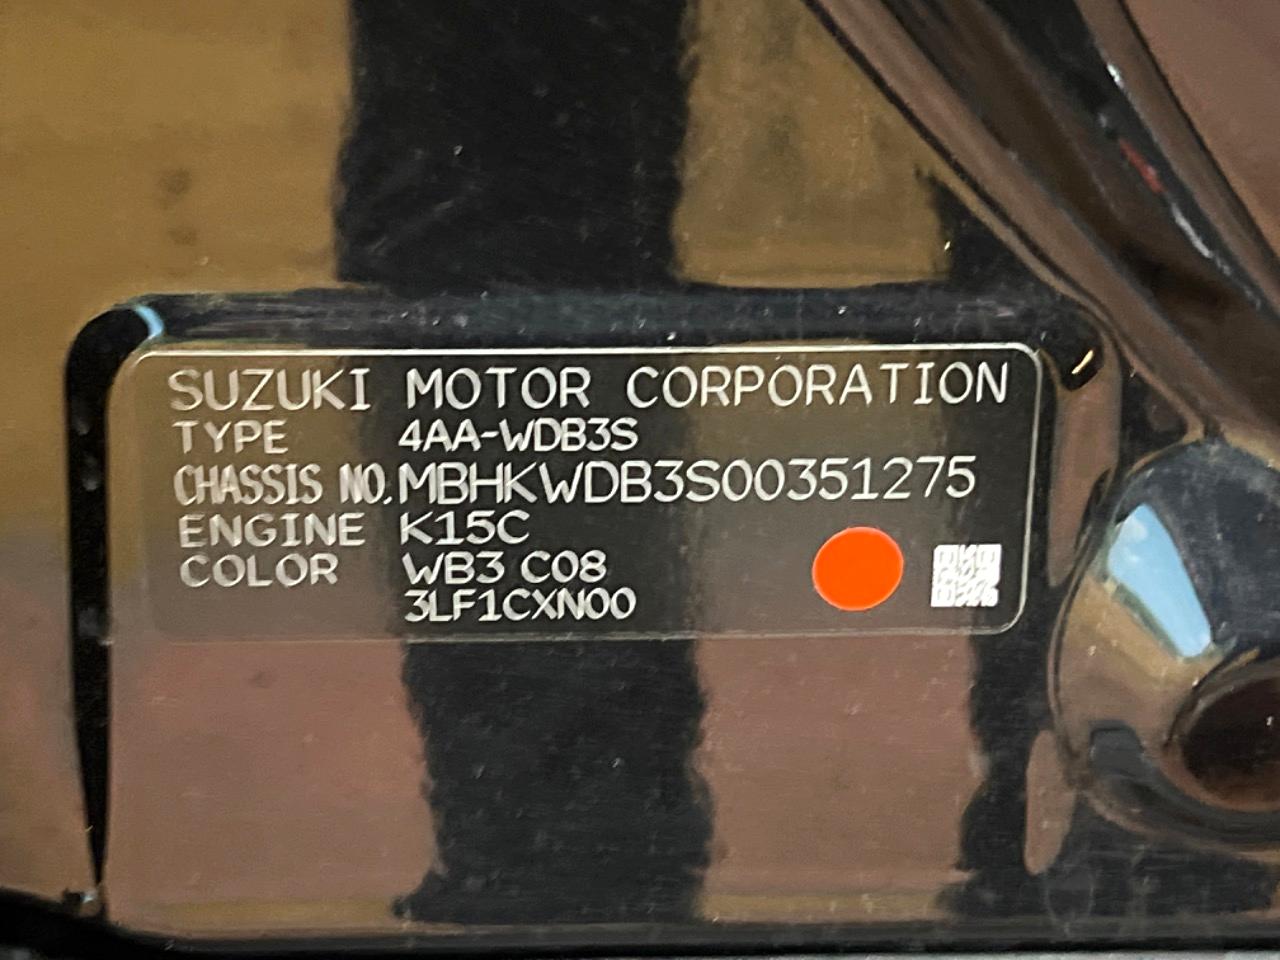 SUZUKI MOTOR CORPORATION
TYPE 4AA-WDB3S
CHASSIS NO. MBHKWDB3S00351275
ENGINE K15C
COLOR WB3 C08
3LF1CXN00